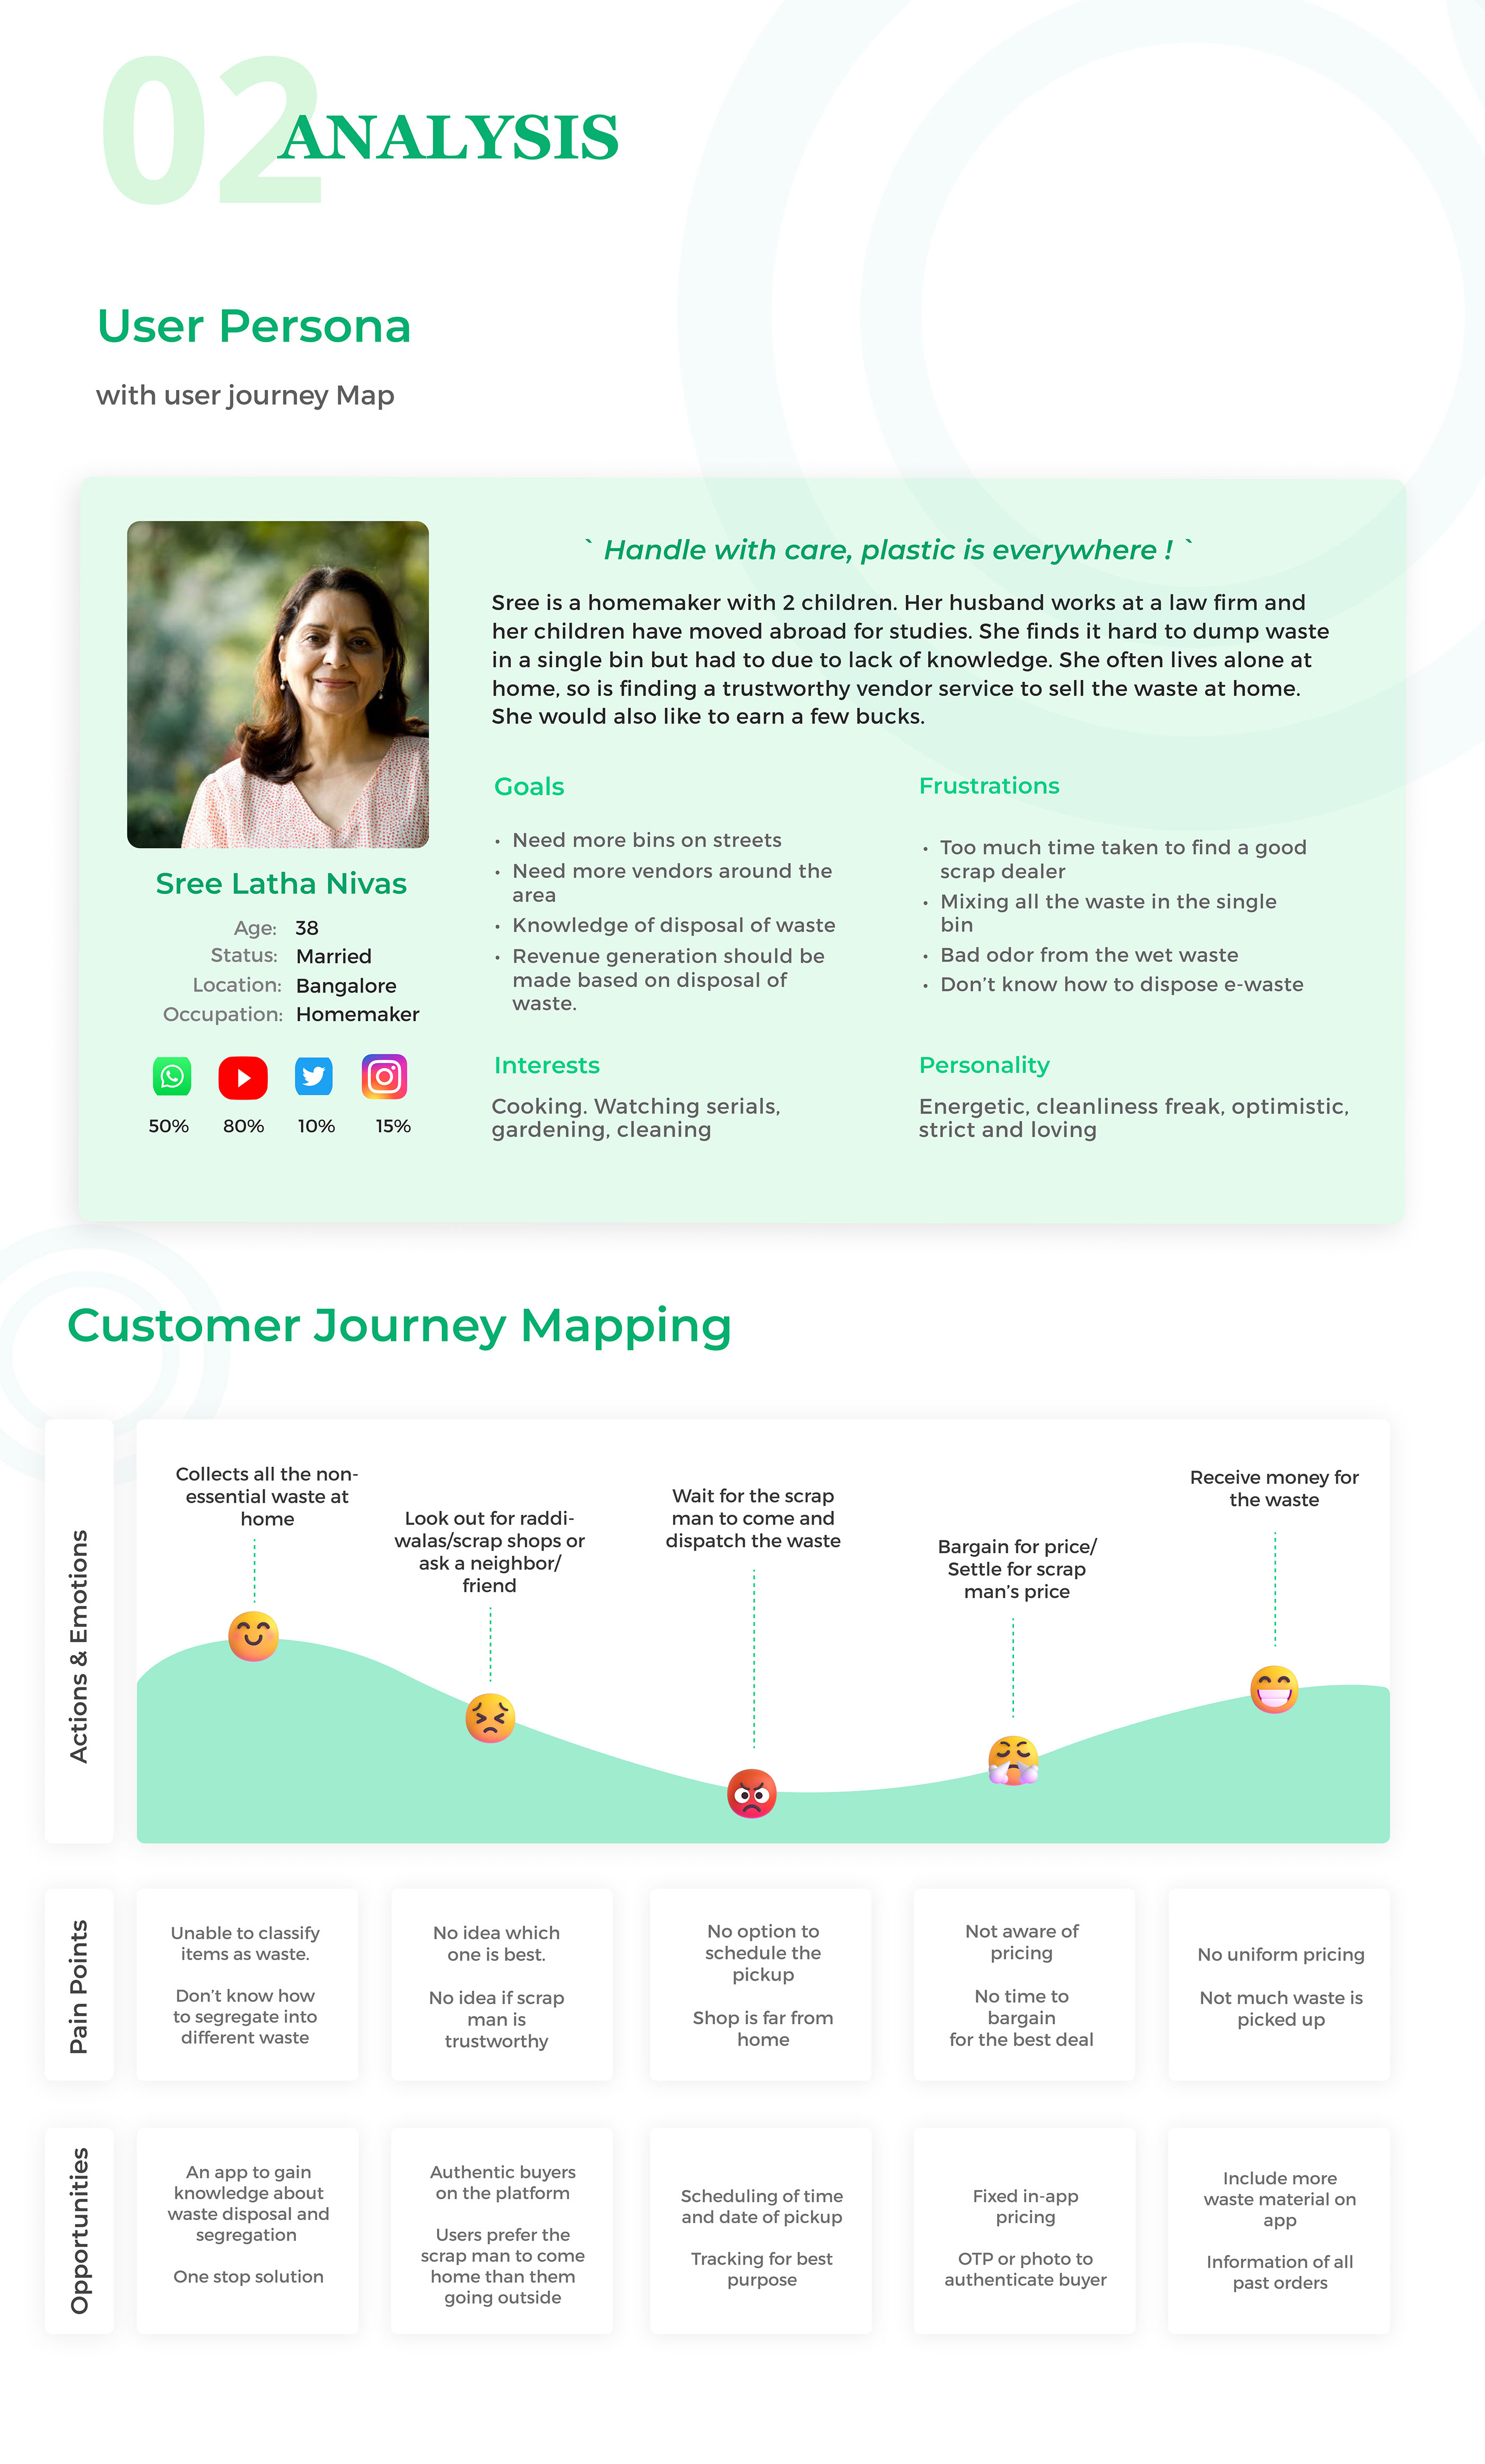 02
ANALYSIS
User Persona
with user journey Map
` Handle with care, plastic is everywhere ! `
Sree is a homemaker with 2 children. Her husband works at a law firm and
her children have moved abroad for studies. She finds it hard to dump waste
in a single bin but had to due to lack of knowledge. She often lives alone at
home, so is finding a trustworthy vendor service to sell the waste at home.
She would also like to earn a few bucks.
Sree Latha Nivas
Age: 38
Status: Married
Location: Bangalore
Occupation: Homemaker
50% 80% 10% 15%
Goals
• Need more bins on streets
• Need more vendors around the
area
• Knowledge of disposal of waste
• Revenue generation should be
made based on disposal of
waste.
Frustrations
• Too much time taken to find a good
scrap dealer
• Mixing all the waste in the single
bin
• Bad odor from the wet waste
• Don't know how to dispose e-waste
Interests
Cooking. Watching serials,
gardening, cleaning
Personality
Energetic, cleanliness freak, optimistic,
strict and loving
Customer Journey Mapping
Actions & Emotions
Collects all the non-
essential waste at
home
Look out for raddi-
walas/scrap shops or
ask a neighbor/
friend
Wait for the scrap
man to come and
dispatch the waste
Bargain for price/
Settle for scrap
man's price
Receive money for
the waste
Pain Points
Unable to classify
items as waste.
Don't know how
to segregate into
different waste
No idea which
one is best.
No idea if scrap
man is
trustworthy
No option to
schedule the
pickup
Shop is far from
home
Not aware of
pricing
No time to
bargain
for the best deal
No uniform pricing
Not much waste is
picked up
Opportunities
An app to gain
knowledge about
waste disposal and
segregation
One stop solution
Authentic buyers
on the platform
Users prefer the
scrap man to come
home than them
going outside
Scheduling of time
and date of pickup
Tracking for best
purpose
Fixed in-app
pricing
OTP or photo to
authenticate buyer
Include more
waste material on
app
Information of all
past orders